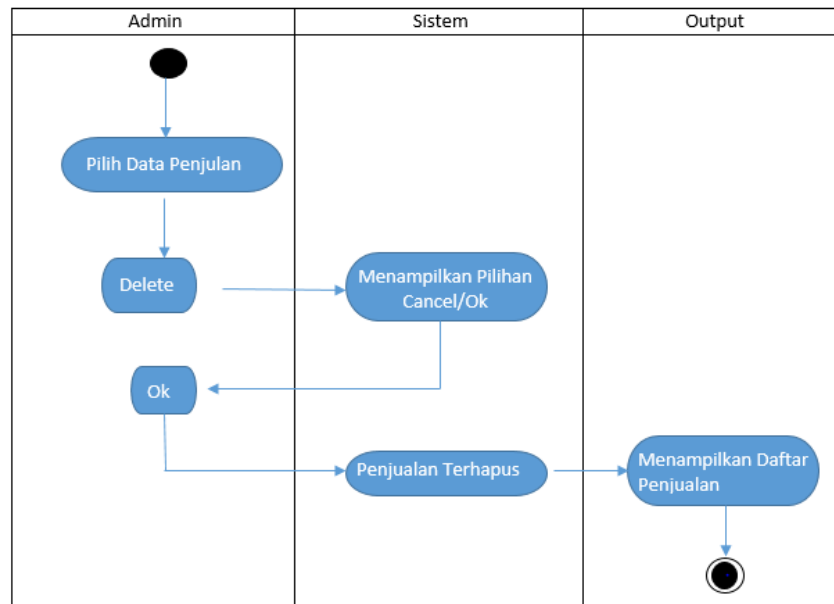 Admin
Sistem
Output
Pilih Data Penjulan
Delete
Menampilkan Pilihan
Cancel/Ok
Ok
Penjualan Terhapus
Menampilkan Daftar
Penjualan